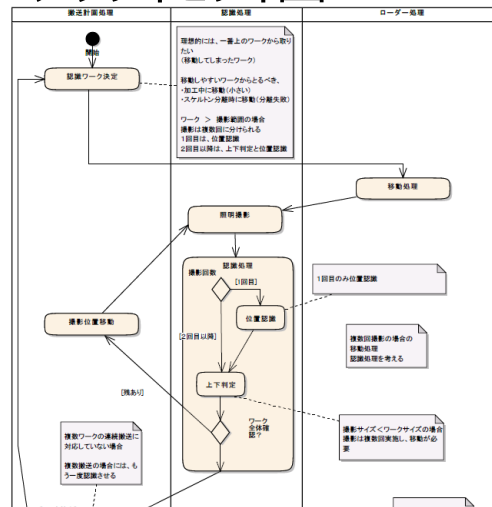 搬送計画処理
認識処理
ローダー処理
開始
認識ワーク決定
理想的には、一番上のワークから取り
たい
(移動してしまったワーク)
移動しやすいワークからとるべき、
・加工中に移動(小さい)
・スケルトン分離時に移動(分離失敗)
ワーク ＞ 撮影範囲の場合
撮影は複数回に分けられる
1回目は、位置認識
2回目以降は、上下判定と位置認識
移動処理
照明撮影
認識処理
撮影回数
[1回目]
1回目のみ位置認識
位置認識
撮影位置移動
[2回目以降]
複数回撮影の場合の
移動処理
認識処理を考える
上下判定
[残あり]
ワーク
全体確
認?
撮影サイズ＜ワークサイズの場合
撮影は複数回実施し、移動が必
要
複数ワークの連続搬送に
対応していない場合
複数搬送の場合には、も
う一度認識させる